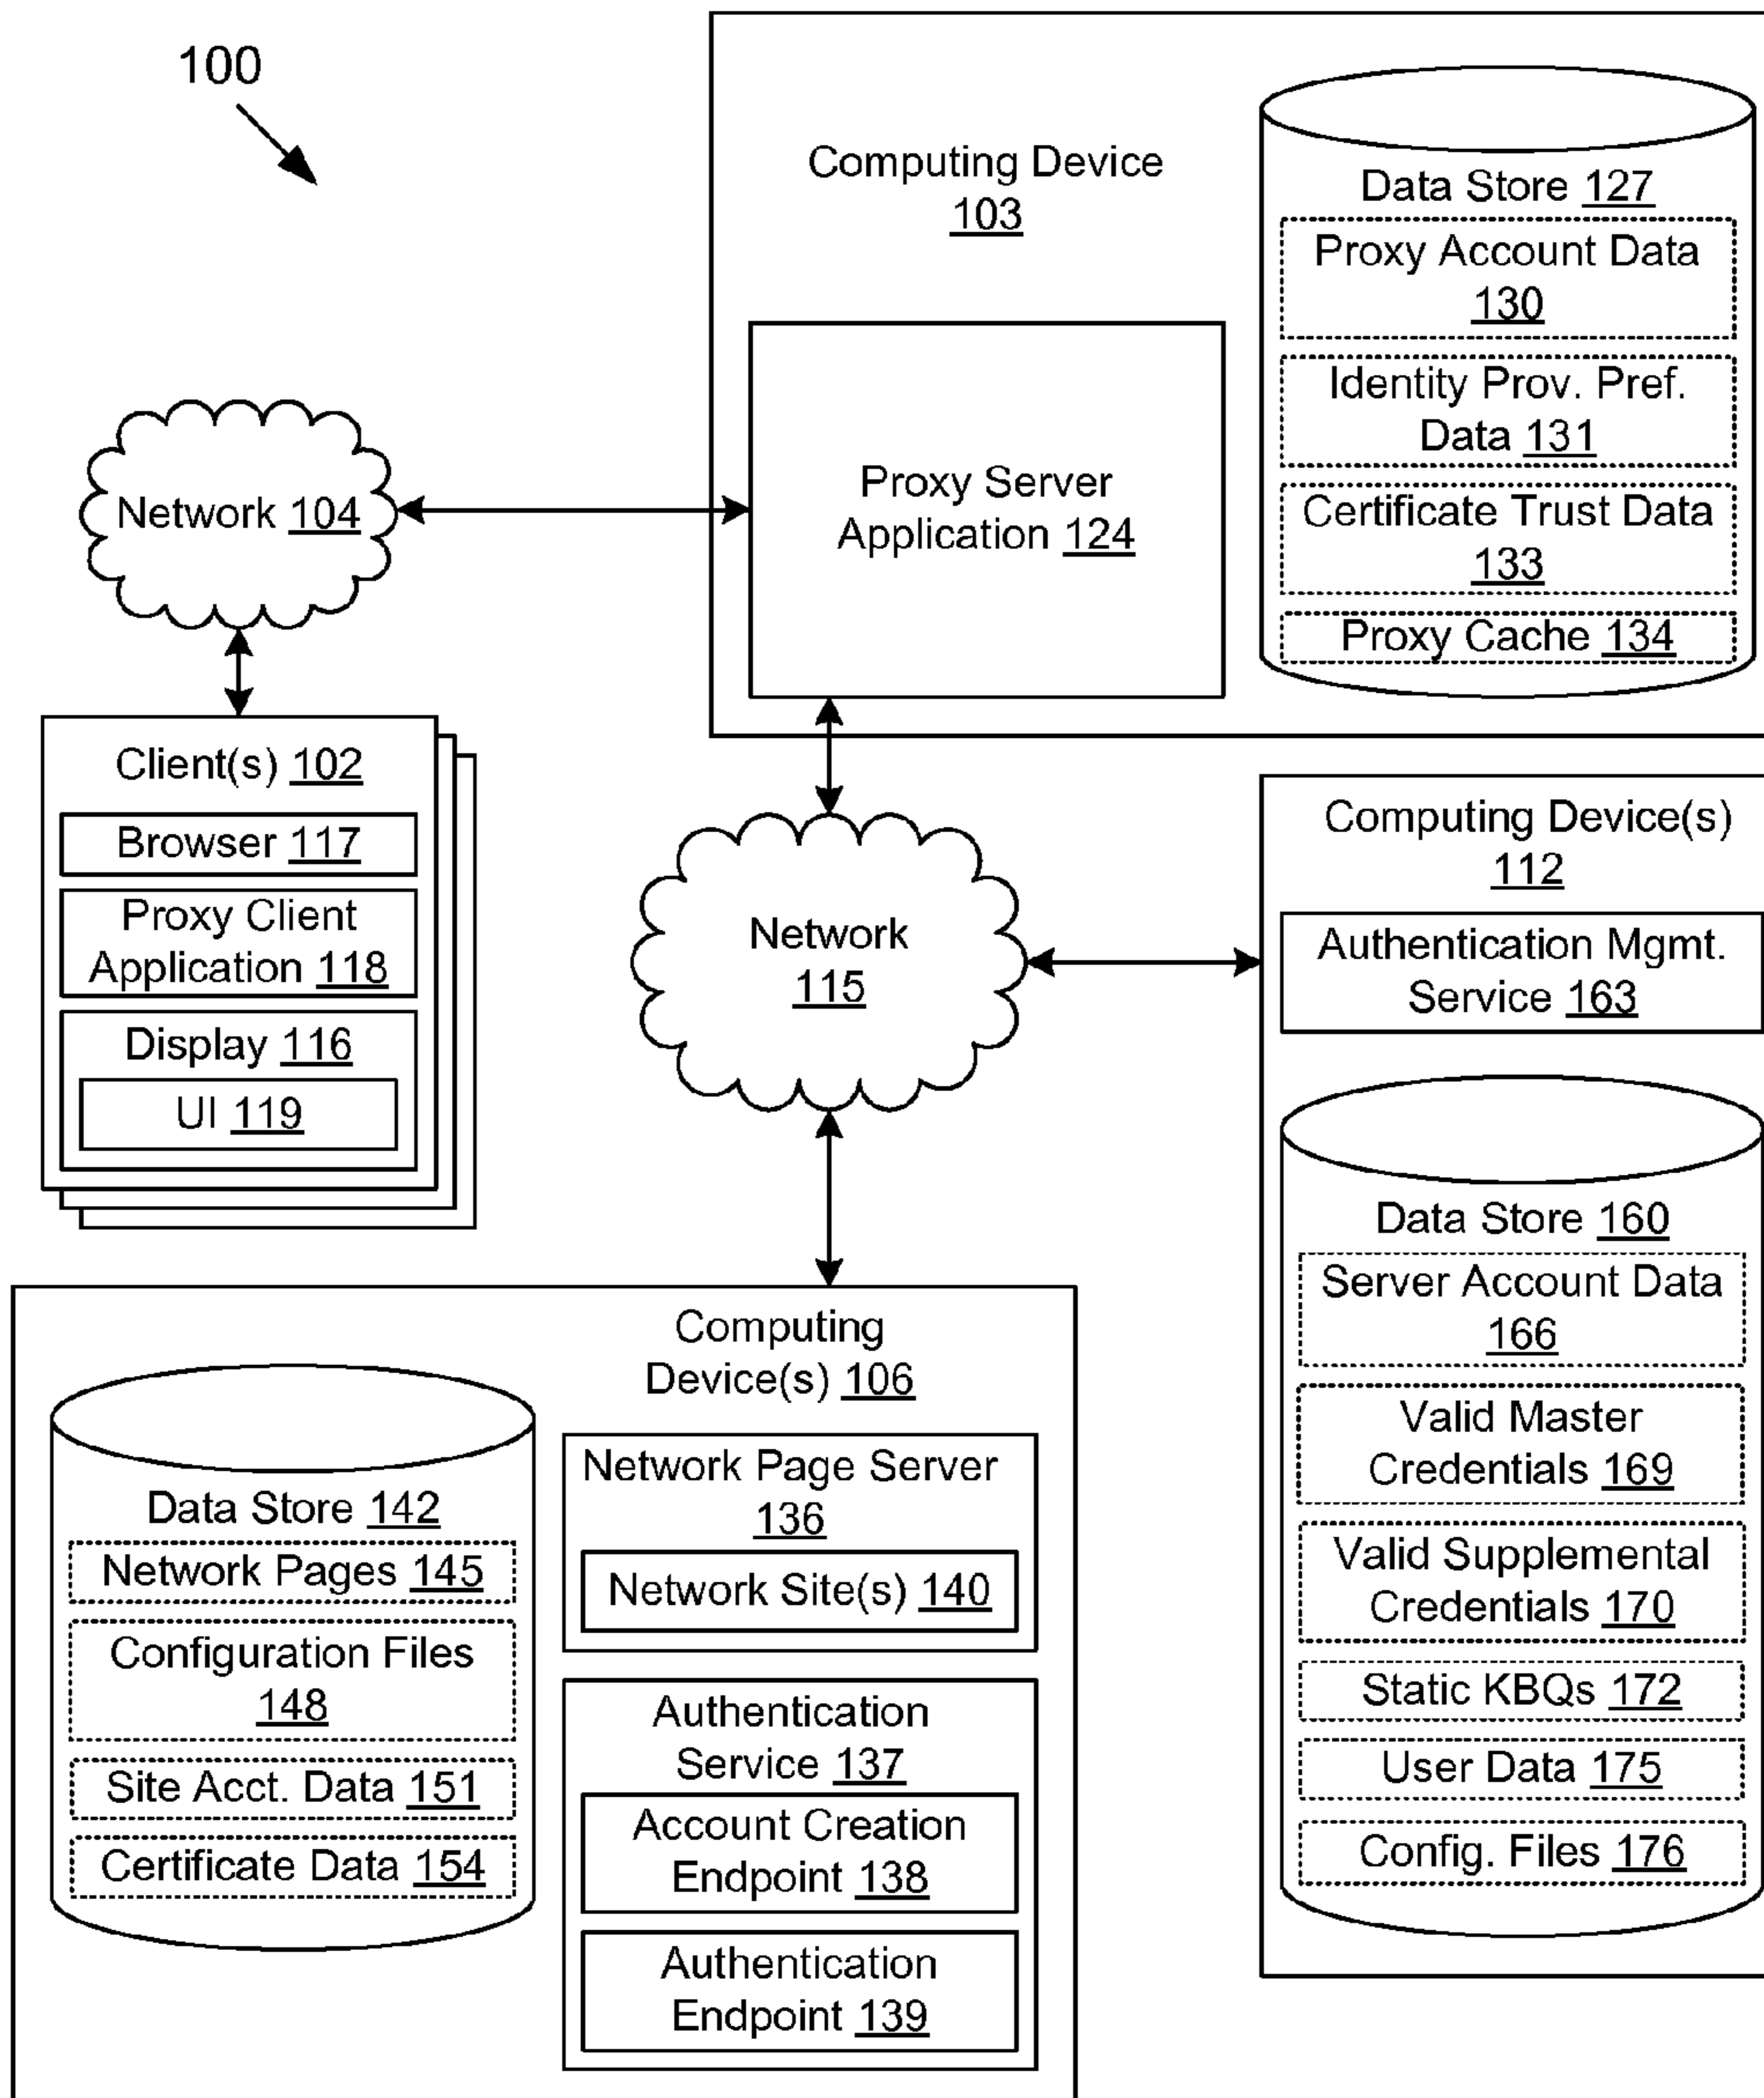 100
Computing Device
103
Data Store 127
Proxy Account Data
130
Identity Prov. Pref.
Data 131
Certificate Trust Data
133
Proxy Cache 134
Proxy Server
Application 124
Network 104
Client(s) 102
Browser 117
Proxy Client
Application 118
Display 116
UI 119
Network
115
Computing Device(s)
112
Authentication Mgmt.
Service 163
Data Store 160
Server Account Data
166
Valid Master
Credentials 169
Valid Supplemental
Credentials 170
Static KBQs 172
User Data 175
Config. Files 176
Computing
Device(s) 106
Data Store 142
Network Pages 145
Configuration Files
148
Site Acct. Data 151
Certificate Data 154
Network Page Server
136
Network Site(s) 140
Authentication
Service 137
Account Creation
Endpoint 138
Authentication
Endpoint 139